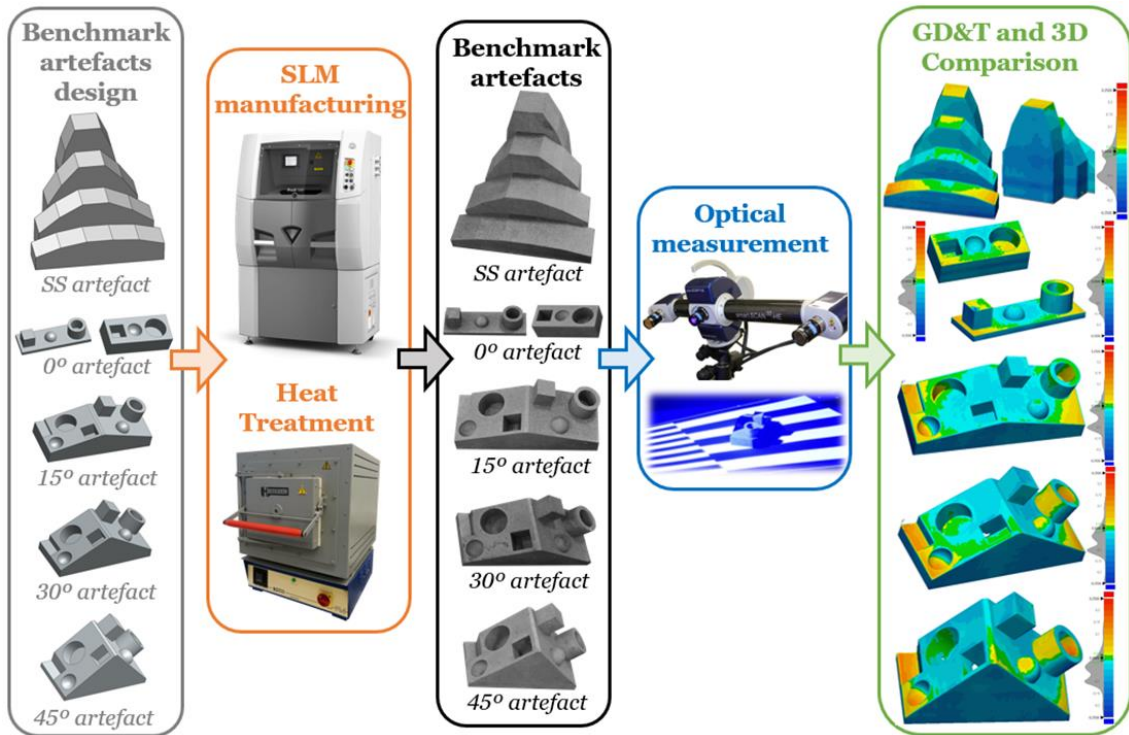 Benchmark
artefacts
design
SS artefact
0º artefact
15º artefact
30º artefact
45º artefact
SLM
manufacturing
Heat
Treatment
Benchmark
artefacts
SS artefact
0º artefact
15º artefact
30º artefact
45º artefact
Optical
measurement
smartSCAN
GD&T and 3D
Comparison